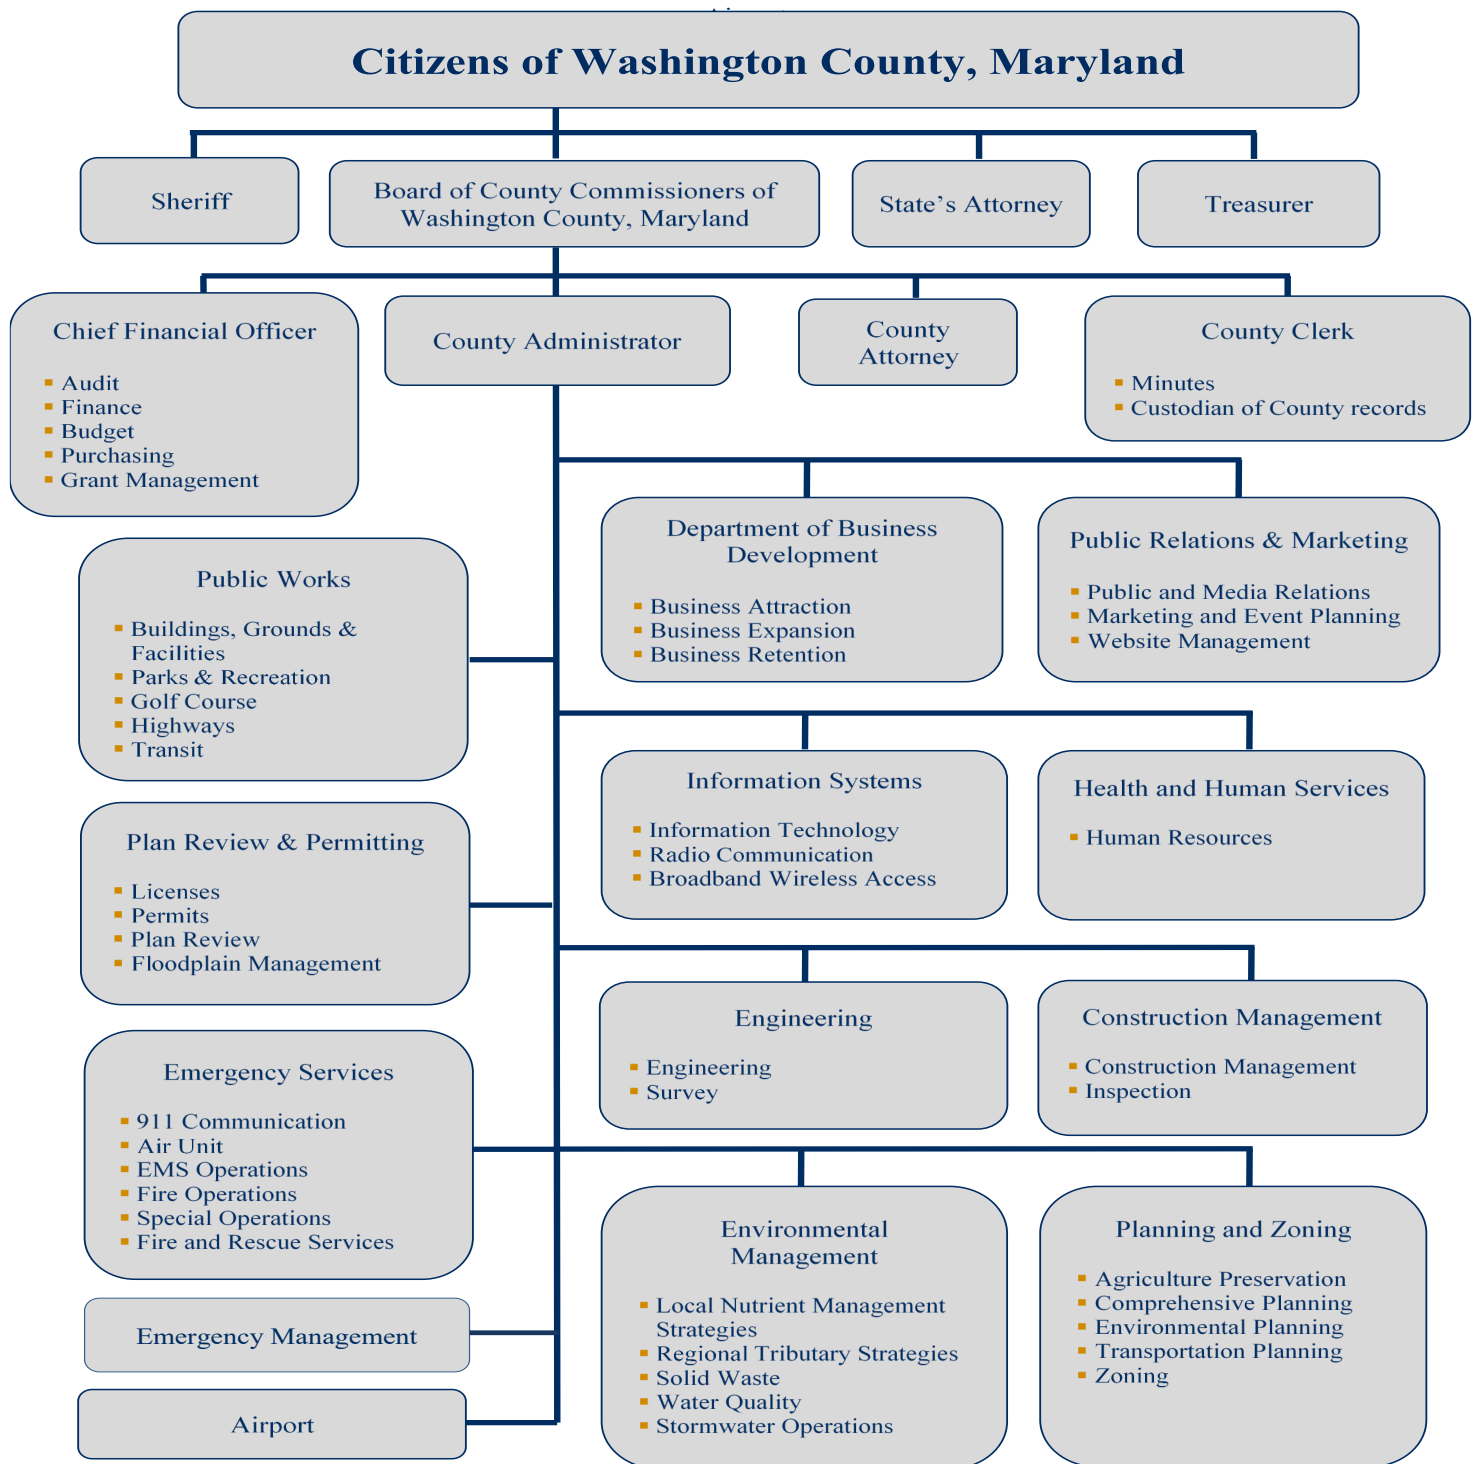 Citizens of Washington County, Maryland
Sheriff
Board of County Commissioners of
Washington County, Maryland
State's Attorney
Treasurer
Chief Financial Officer
▪ Audit
▪ Finance
▪ Budget
▪ Purchasing
▪ Grant Management
County Administrator
County
Attorney
County Clerk
▪ Minutes
▪ Custodian of County records
Department of Business
Development
▪ Business Attraction
▪ Business Expansion
▪ Business Retention
Public Relations & Marketing
▪ Public and Media Relations
▪ Marketing and Event Planning
▪ Website Management
Public Works
▪ Buildings, Grounds &
Facilities
▪ Parks & Recreation
▪ Golf Course
▪ Highways
▪ Transit
Information Systems
▪ Information Technology
▪ Radio Communication
▪ Broadband Wireless Access
Health and Human Services
▪ Human Resources
Plan Review & Permitting
▪ Licenses
▪ Permits
▪ Plan Review
▪ Floodplain Management
Engineering
▪ Engineering
▪ Survey
Construction Management
▪ Construction Management
▪ Inspection
Emergency Services
▪ 911 Communication
▪ Air Unit
▪ EMS Operations
▪ Fire Operations
▪ Special Operations
▪ Fire and Rescue Services
Environmental
Management
▪ Local Nutrient Management
Strategies
▪ Regional Tributary Strategies
▪ Solid Waste
▪ Water Quality
▪ Stormwater Operations
Planning and Zoning
▪ Agriculture Preservation
▪ Comprehensive Planning
▪ Environmental Planning
▪ Transportation Planning
▪ Zoning
Emergency Management
Airport